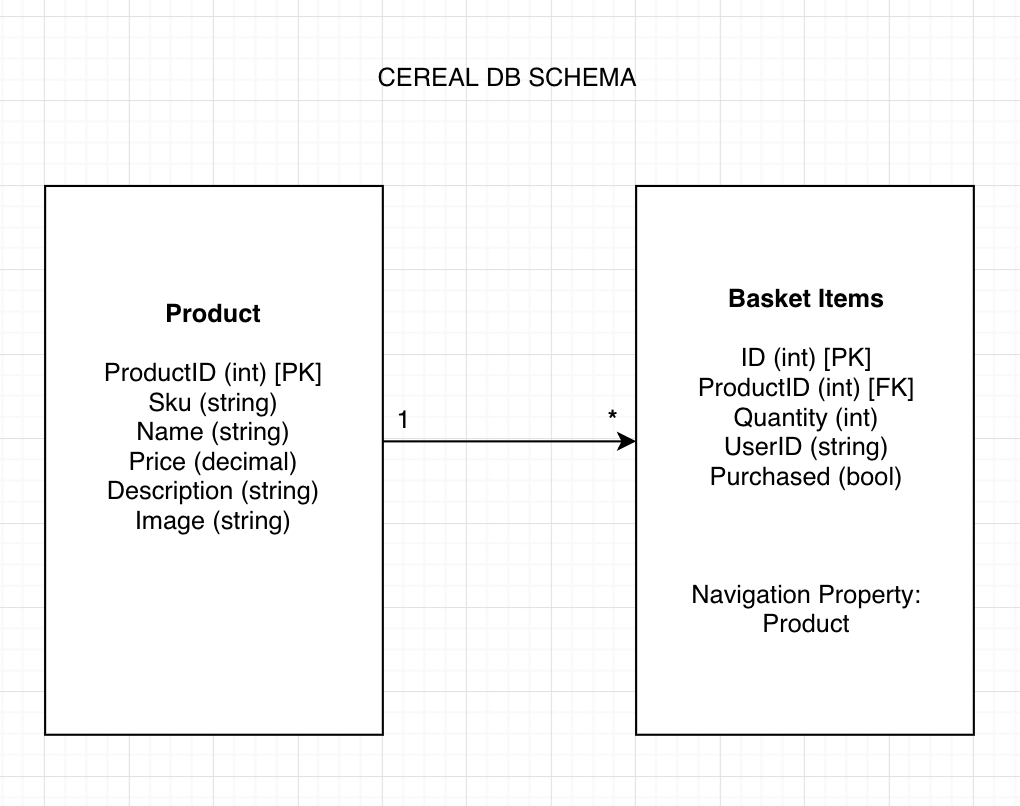 CEREAL DB SCHEMA
Product
ProductID (int) [PK]
Sku (string)
Name (string)
Price (decimal)
Description (string)
Image (string)
1
*
Basket Items
ID (int) [PK]
ProductID (int) [FK]
Quantity (int)
UserID (string)
Purchased (bool)
Navigation Property:
Product